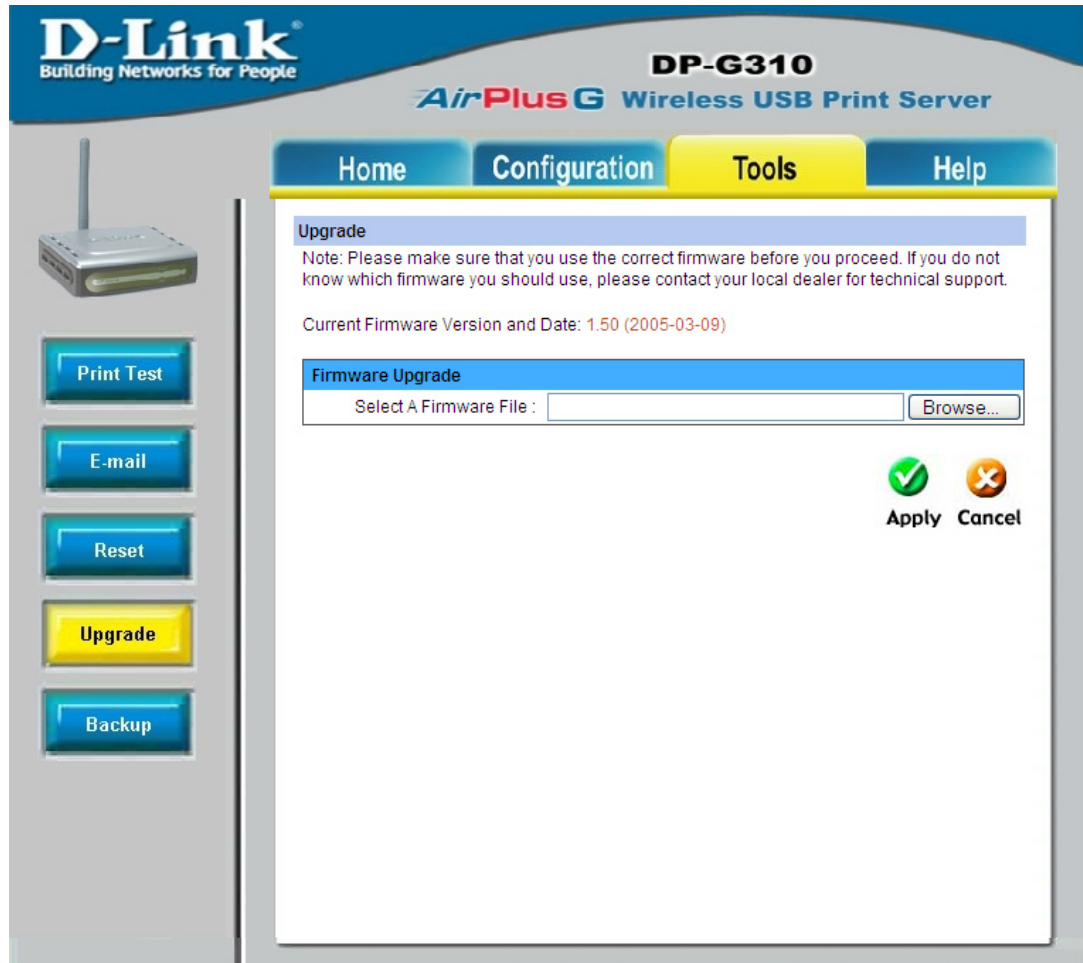 D-Link®
Building Networks for People
DP-G310
AirPlus G Wireless USB Print Server
Home
Configuration
Tools
Help
Upgrade
Note: Please make sure that you use the correct firmware before you proceed. If you do not
know which firmware you should use, please contact your local dealer for technical support.
Current Firmware Version and Date: 1.50 (2005-03-09)
Firmware Upgrade
Select A Firmware File :
Browse...
Apply
Cancel
Print Test
E-mail
Reset
Upgrade
Backup